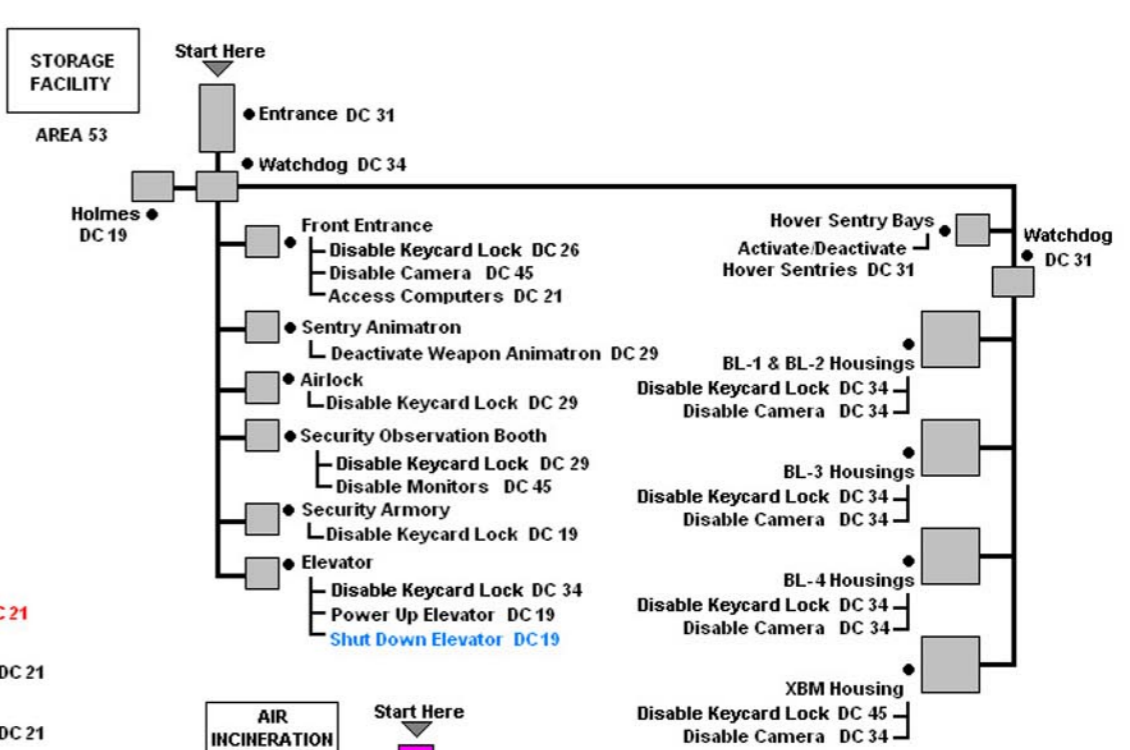 STORAGE
FACILITY
AREA 53
Start Here
Entrance DC 31
Watchdog DC 34
Holmes
DC 19
Front Entrance
Disable Keycard Lock DC 26
Disable Camera DC 45
Access Computers DC 21
Sentry Animatron
Deactivate Weapon Animatron DC 29
Airlock
Disable Keycard Lock DC 29
Security Observation Booth
Disable Keycard Lock DC 29
Disable Monitors DC 45
Security Armory
Disable Keycard Lock DC 19
Elevator
Disable Keycard Lock DC 34
Power Up Elevator DC 19
Shut Down Elevator DC 19
Hover Sentry Bays
Activate/Deactivate
Hover Sentries DC 31
Watchdog
DC 31
BL-1 & BL-2 Housings
Disable Keycard Lock DC 34
Disable Camera DC 34
BL-3 Housings
Disable Keycard Lock DC 34
Disable Camera DC 34
BL-4 Housings
Disable Keycard Lock DC 34
Disable Camera DC 34
XBM Housing
Disable Keycard Lock DC 45
Disable Camera DC 34
C 21
DC 21
DC 21
AIR
INCINERATION
Start Here